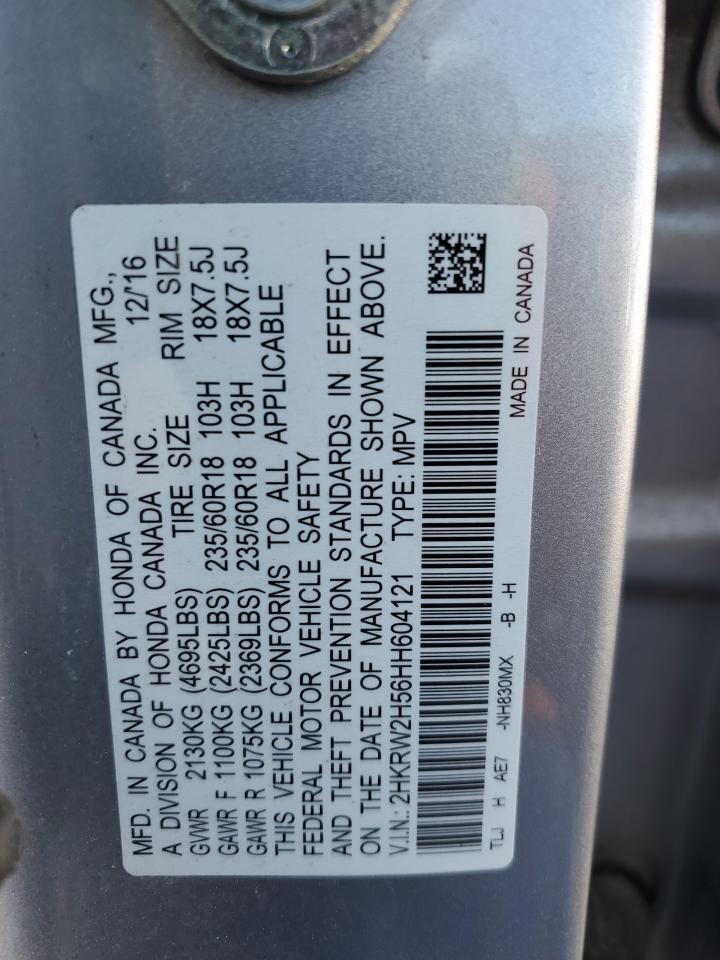 MFD. IN CANADA BY HONDA OF CANADA MFG.,
A DIVISION OF HONDA CANADA INC. 12/16
GVWR 2130KG (4695LBS) TIRE SIZE RIM SIZE
GAWR F 1100KG (2425LBS) 235/60R18 103H 18X7.5J
GAWR R 1075KG (2369LBS) 235/60R18 103H 18X7.5J
THIS VEHICLE CONFORMS TO ALL APPLICABLE
FEDERAL MOTOR VEHICLE SAFETY
AND THEFT PREVENTION STANDARDS IN EFFECT
ON THE DATE OF MANUFACTURE SHOWN ABOVE.
V.I.N.: 2HKRW2H56HH604121 TYPE: MPV
TLJ H AE7 -NH830MX -B -H MADE IN CANADA